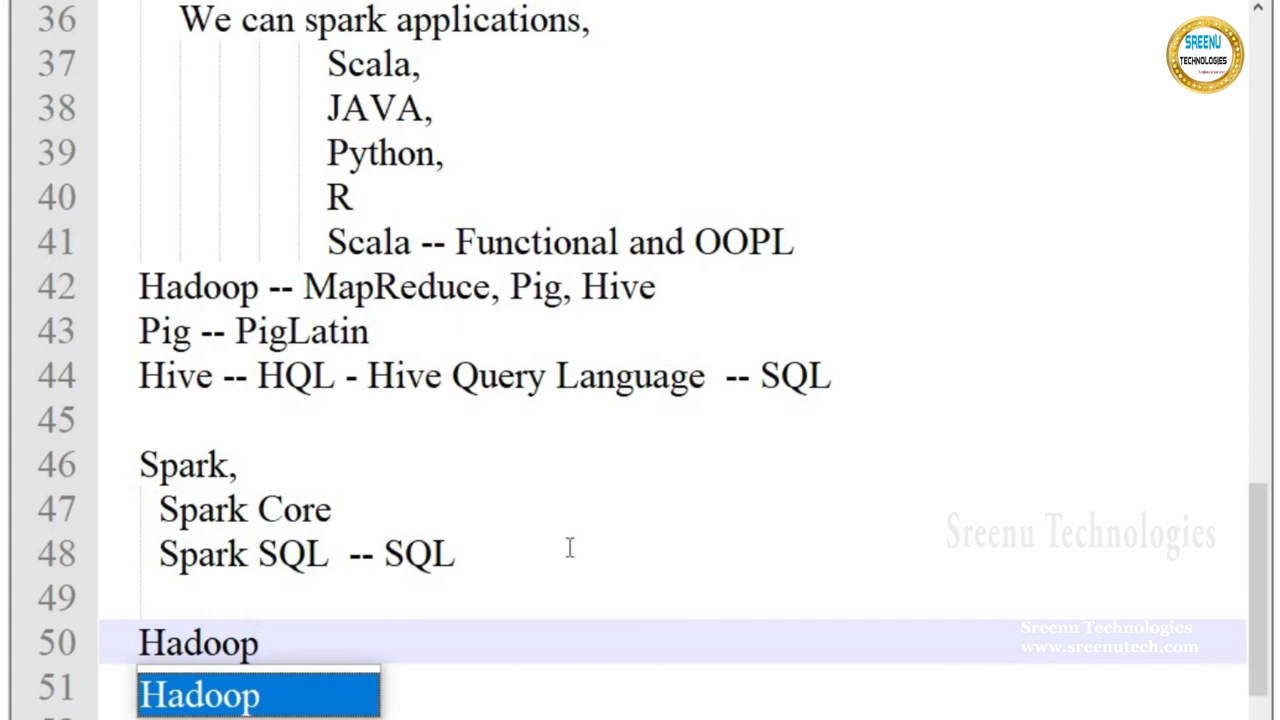 36 We can spark applications,
37 Scala,
38 JAVA,
39 Python,
40 R
41 Scala -- Functional and OOPL
42 Hadoop -- MapReduce, Pig, Hive
43 Pig -- PigLatin
44 Hive -- HQL - Hive Query Language -- SQL
45
46 Spark,
47 Spark Core
48 Spark SQL -- SQL
49
50 Hadoop
51 Hadoop
SREENU
TECHNOLOGIES
Sreenu Technologies
Sreenu Technologies
www.sreenutech.com